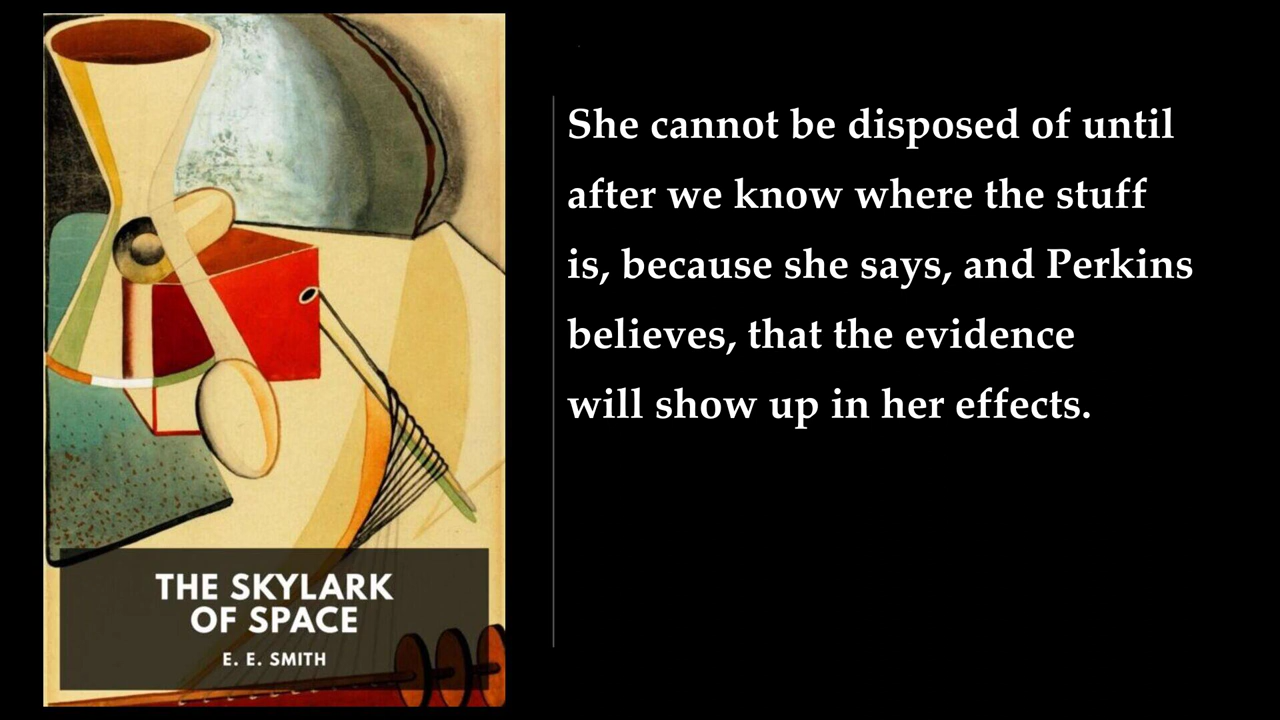 THE SKYLARK
OF SPACE
E. E. SMITH
She cannot be disposed of until
after we know where the stuff
is, because she says, and Perkins
believes, that the evidence
will show up in her effects.